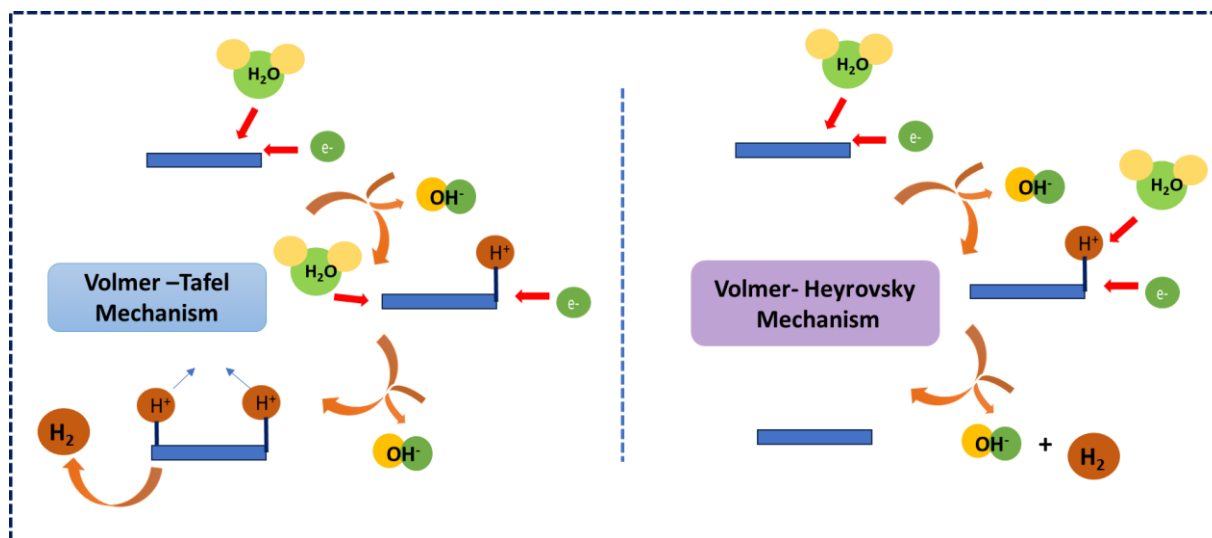 H₂O
e-
OH⁻
H⁺
H₂O
e-
Volmer –Tafel
Mechanism
H⁺
H⁺
H₂
OH⁻
H₂O
e-
OH⁻
H₂O
H⁺
e-
Volmer- Heyrovsky
Mechanism
OH⁻ + H₂